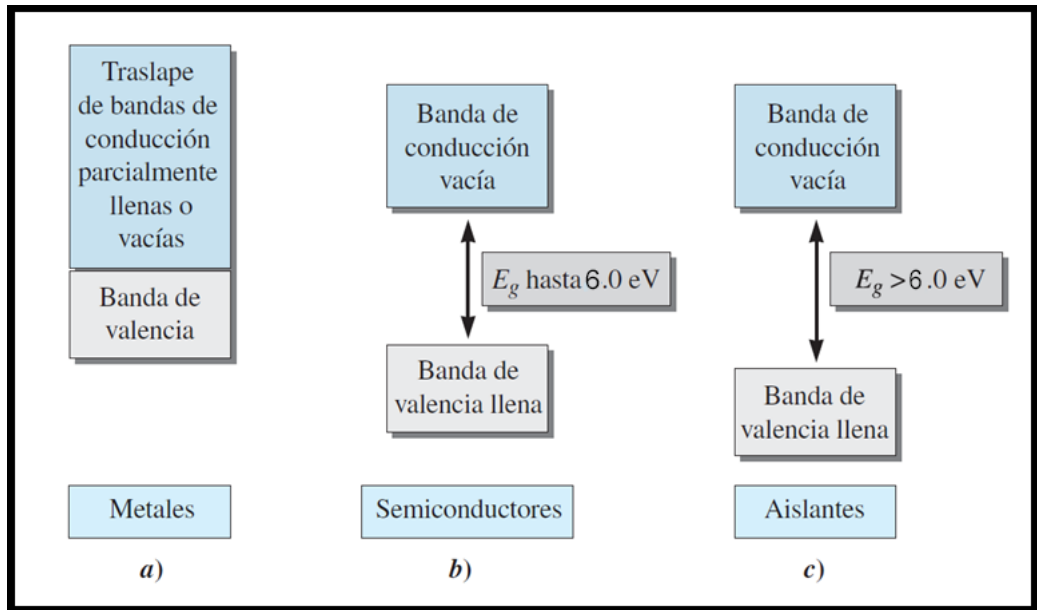 Traslape
de bandas de
conducción
parcialmente
llenas o
vacías
Banda de
valencia
Metales
a)
Banda de
conducción
vacía
E_g hasta 6.0 eV
Banda de
valencia llena
Semiconductores
b)
Banda de
conducción
vacía
E_g > 6.0 eV
Banda de
valencia llena
Aislantes
c)